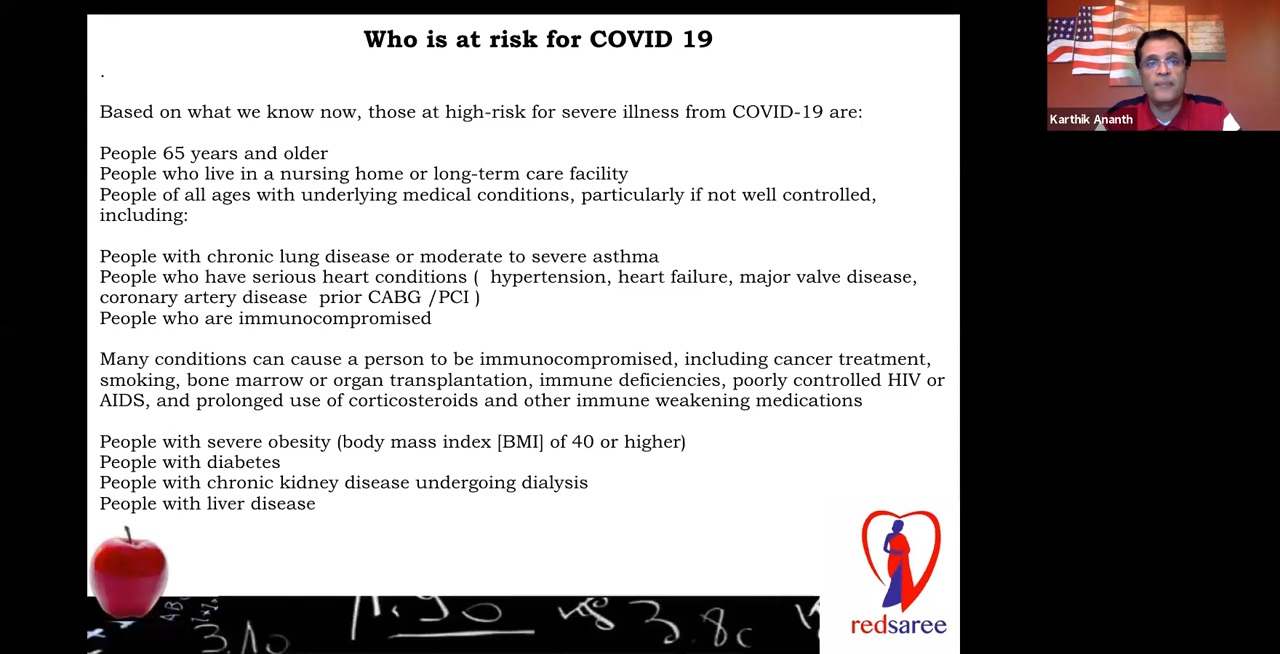 Who is at risk for COVID 19
.
Based on what we know now, those at high-risk for severe illness from COVID-19 are:
People 65 years and older
People who live in a nursing home or long-term care facility
People of all ages with underlying medical conditions, particularly if not well controlled,
including:
People with chronic lung disease or moderate to severe asthma
People who have serious heart conditions (  hypertension, heart failure, major valve disease,
coronary artery disease  prior CABG /PCI )
People who are immunocompromised
Many conditions can cause a person to be immunocompromised, including cancer treatment,
smoking, bone marrow or organ transplantation, immune deficiencies, poorly controlled HIV or
AIDS, and prolonged use of corticosteroids and other immune weakening medications
People with severe obesity (body mass index [BMI] of 40 or higher)
People with diabetes
People with chronic kidney disease undergoing dialysis
People with liver disease
redsaree
Karthik Ananth